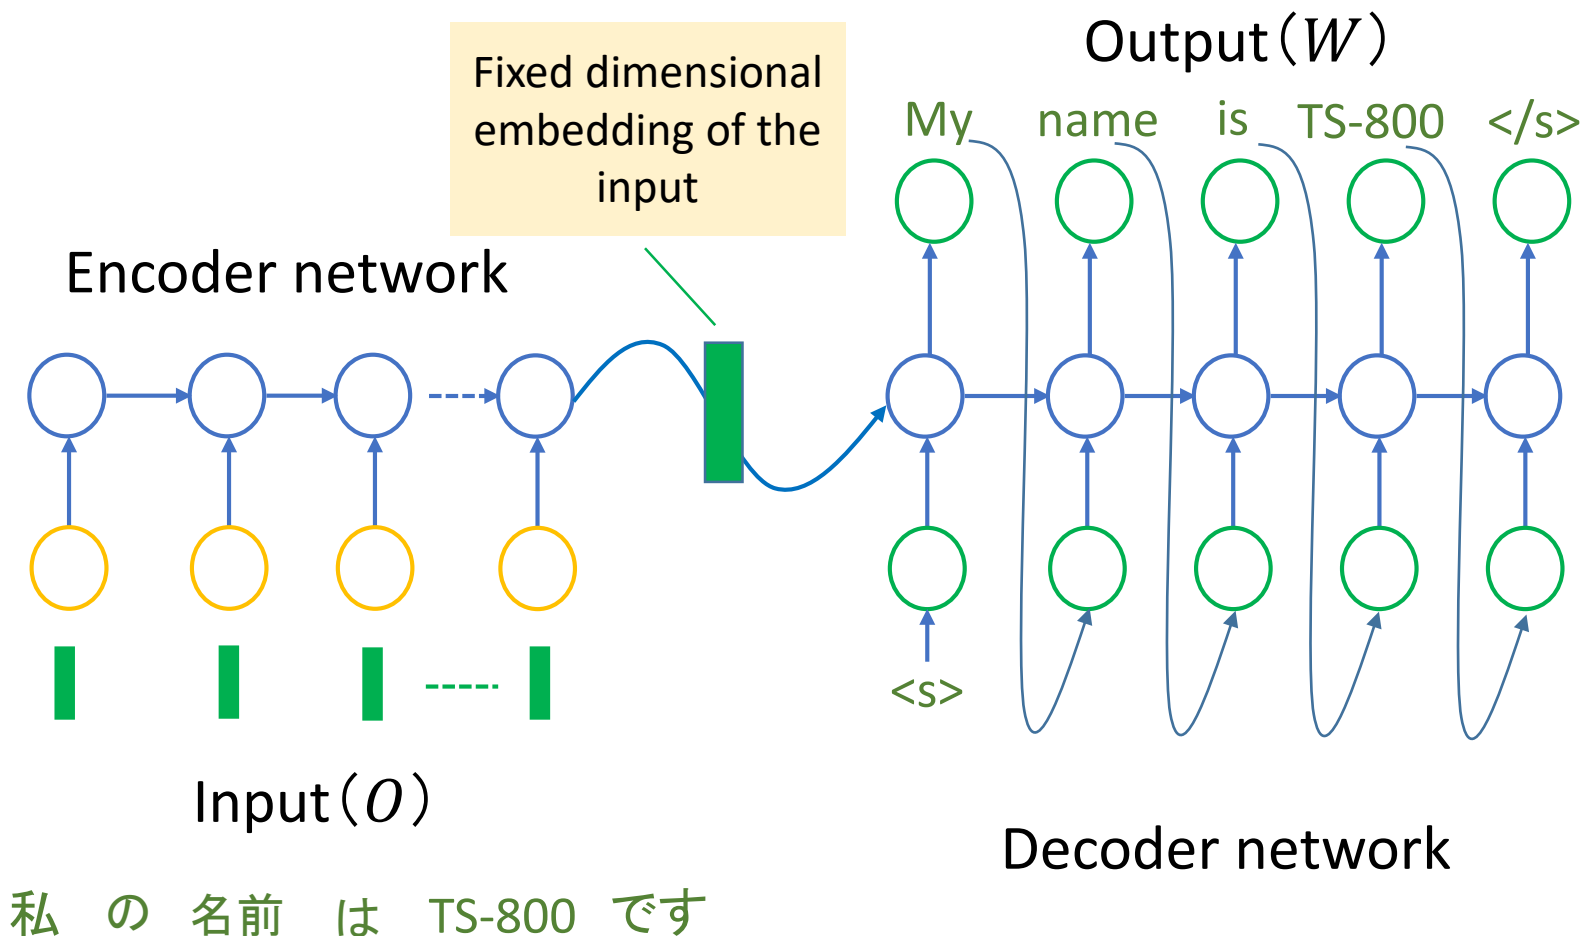 Fixed dimensional
embedding of the
input
Output(W)
My name is TS-800 </s>
Encoder network
<s>
Input(O)
Decoder network
私 の 名前 は TS-800 です